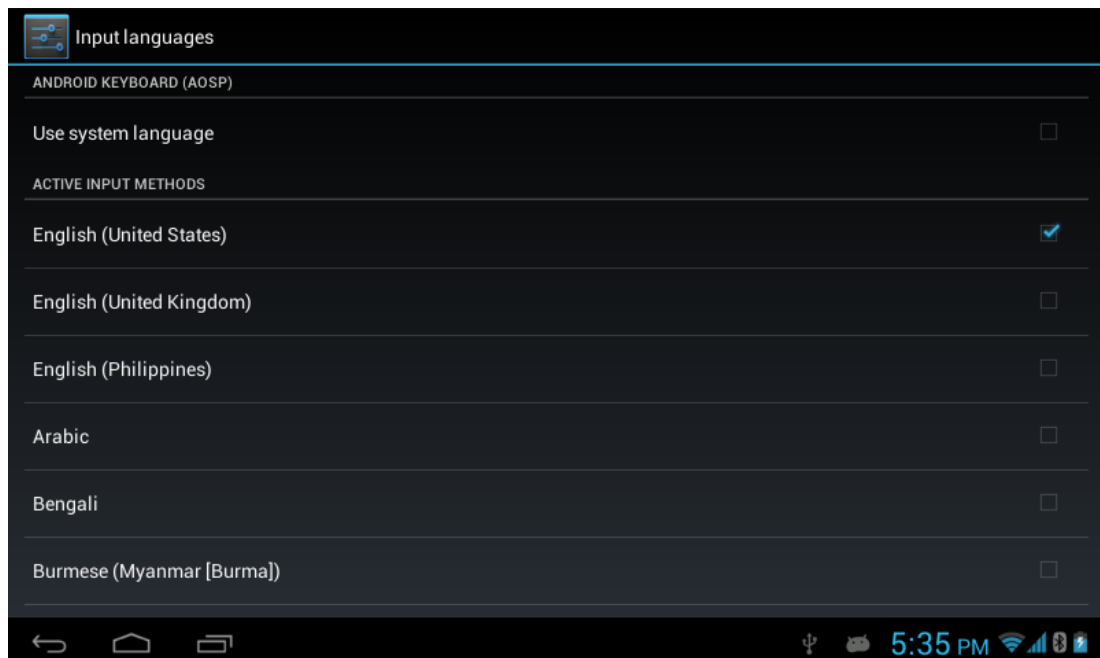 Input languages
ANDROID KEYBOARD (AOSP)
Use system language
ACTIVE INPUT METHODS
English (United States)
English (United Kingdom)
English (Philippines)
Arabic
Bengali
Burmese (Myanmar [Burma])
5:35 PM